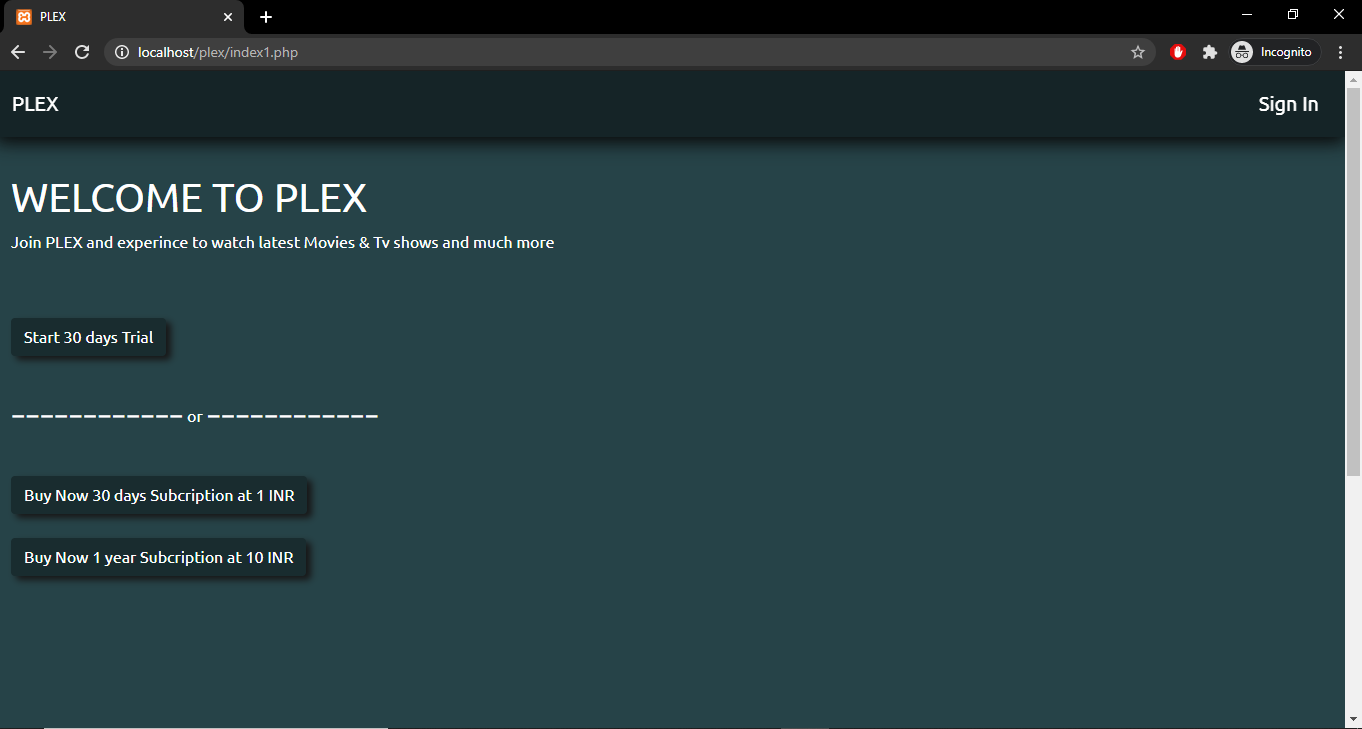 PLEX
localhost/plex/index1.php
Incognito
PLEX
Sign In
WELCOME TO PLEX
Join PLEX and experince to watch latest Movies & Tv shows and much more
Start 30 days Trial
———————————— or ————————————
Buy Now 30 days Subcription at 1 INR
Buy Now 1 year Subcription at 10 INR